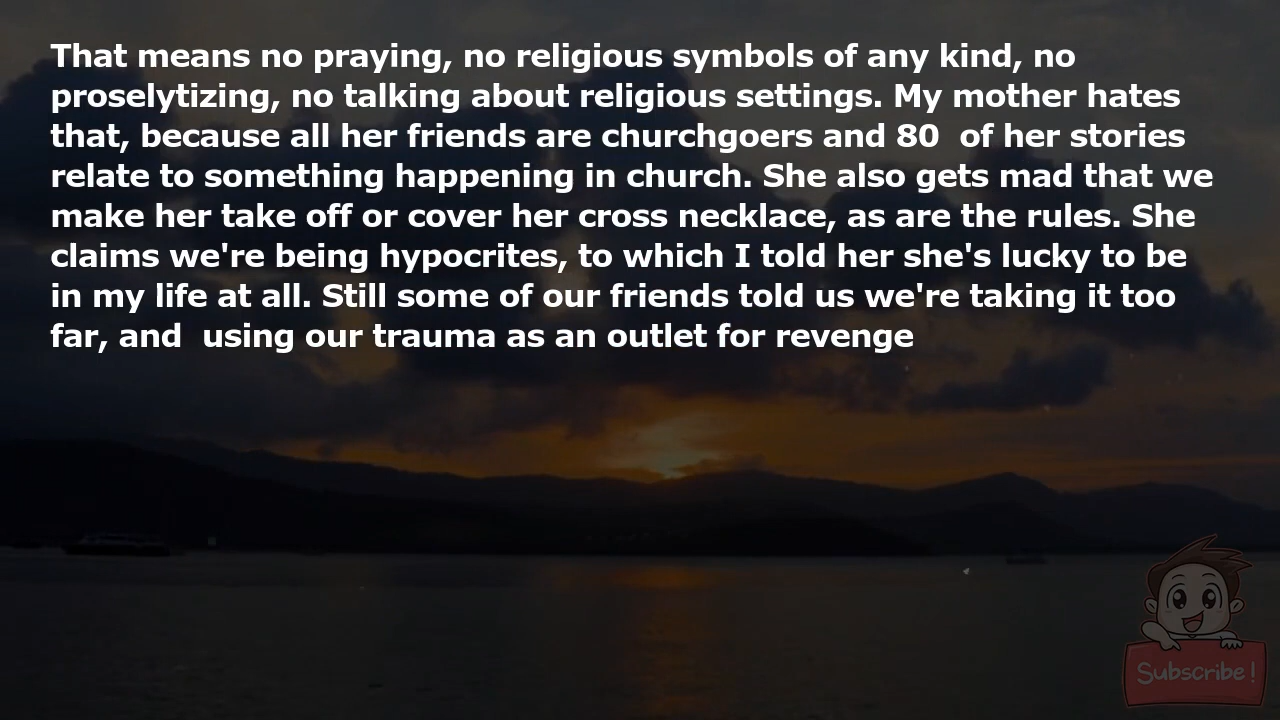 That means no praying, no religious symbols of any kind, no
proselytizing, no talking about religious settings. My mother hates
that, because all her friends are churchgoers and 80  of her stories
relate to something happening in church. She also gets mad that we
make her take off or cover her cross necklace, as are the rules. She
claims we're being hypocrites, to which I told her she's lucky to be
in my life at all. Still some of our friends told us we're taking it too
far, and  using our trauma as an outlet for revenge
Subscribe!